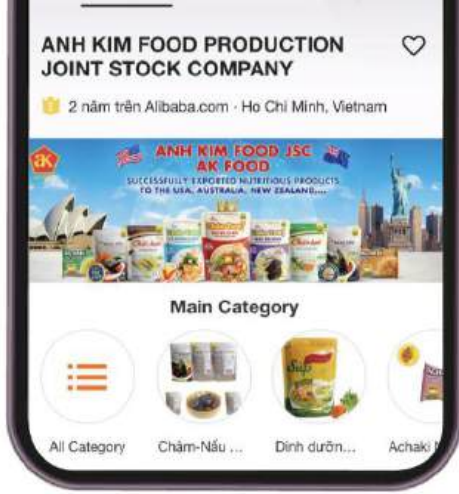 ANH KIM FOOD PRODUCTION
JOINT STOCK COMPANY
2 năm trên Alibaba.com · Ho Chi Minh, Vietnam
AK
ANH KIM FOOD JSC
AK FOOD
SUCCESSFULLY EXPORTED NUTRITIOUS PRODUCTS
TO THE USA, AUSTRALIA, NEW ZEALAND,...
Main Category
Súp
All Category
Chấm-Nấu ...
Dinh dưỡn...
Achaki